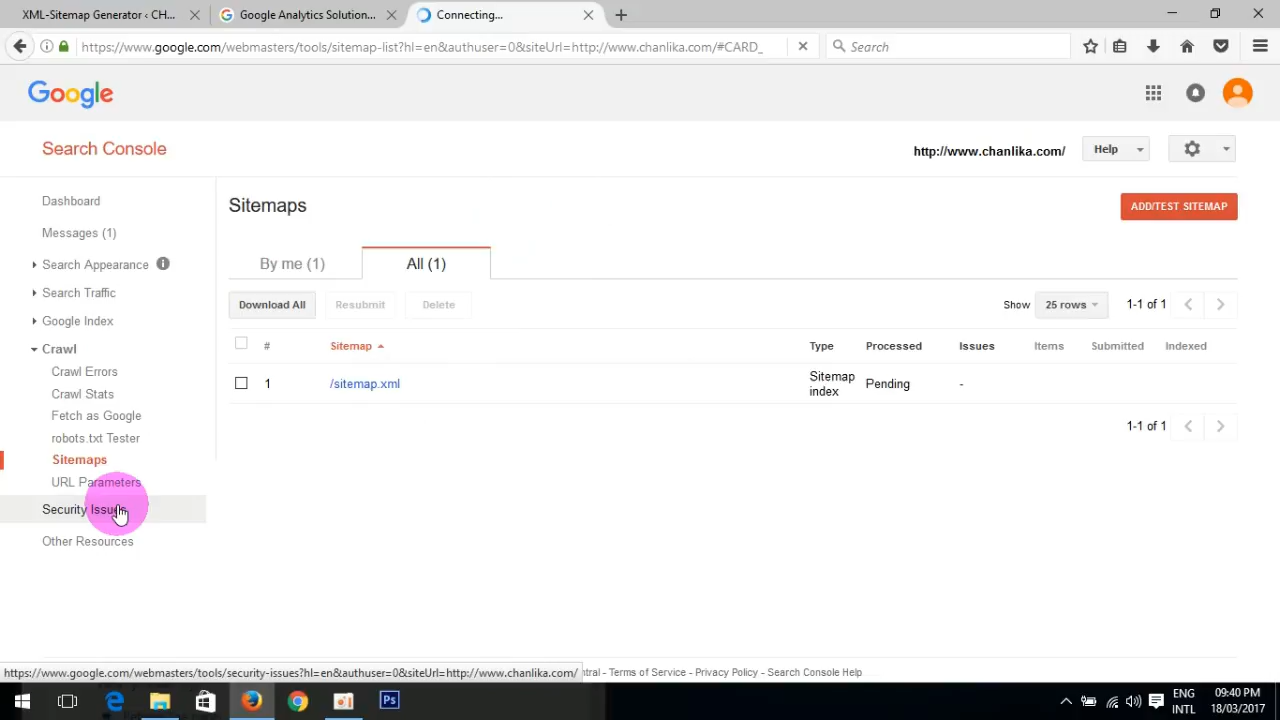 XML-Sitemap Generator ‹ CH...
Google Analytics Solution...
Connecting...
https://www.google.com/webmasters/tools/sitemap-list?hl=en&authuser=0&siteUrl=http://www.chanlika.com/#CARD_
Search
Google
Search Console
http://www.chanlika.com/
Help
Dashboard
Messages (1)
Search Appearance
Search Traffic
Google Index
Crawl
Crawl Errors
Crawl Stats
Fetch as Google
robots.txt Tester
Sitemaps
URL Parameters
Security Issues
Other Resources
Sitemaps
ADD/TEST SITEMAP
By me (1)
All (1)
Download All
Resubmit
Delete
Show
25 rows
1-1 of 1
# Sitemap Type Processed Issues Items Submitted Indexed
1 /sitemap.xml Sitemap index Pending -
1-1 of 1
https://www.google.com/webmasters/tools/security-issues?hl=en&authuser=0&siteUrl=http://www.chanlika.com/
ntral - Terms of Service - Privacy Policy - Search Console Help
Ps
ENG
INTL
09:40 PM
18/03/2017